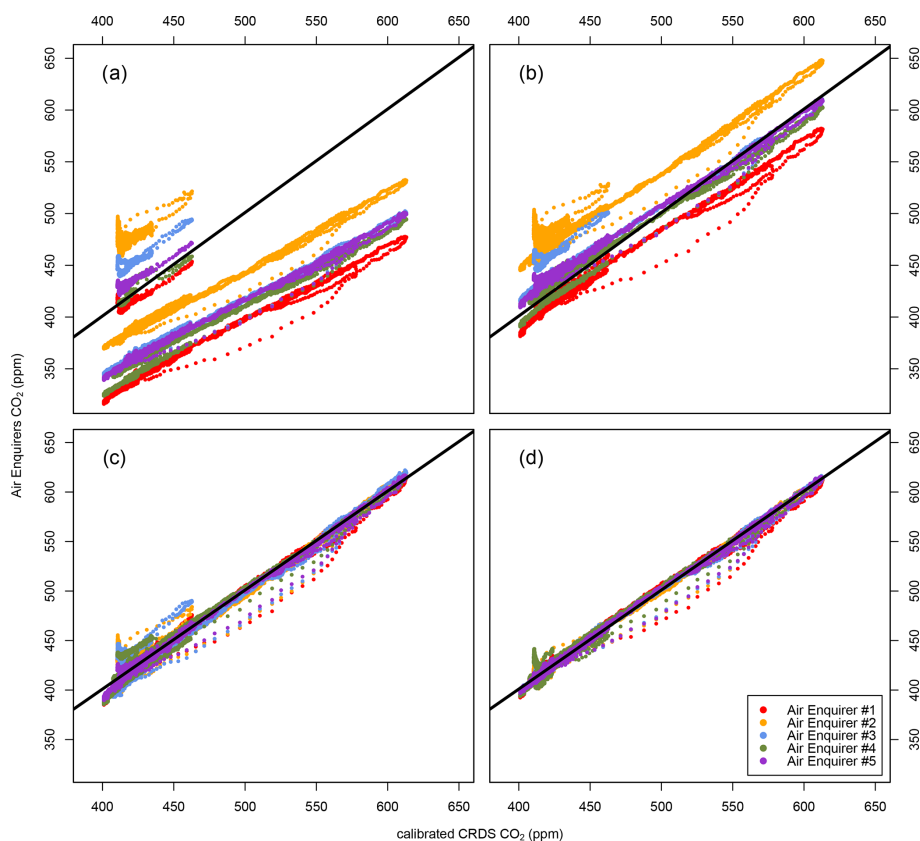 400 450 500 550 600 650
400 450 500 550 600 650
(a)
(b)
650
600
550
500
450
400
350
650
600
550
500
450
400
350
Air Enquirers CO₂ (ppm)
(c)
(d)
650
600
550
500
450
400
350
650
600
550
500
450
400
350
Air Enquirer #1
Air Enquirer #2
Air Enquirer #3
Air Enquirer #4
Air Enquirer #5
400 450 500 550 600 650
400 450 500 550 600 650
calibrated CRDS CO₂ (ppm)